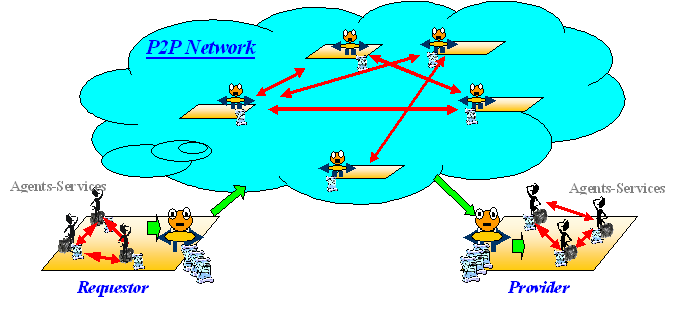 P2P Network
Agents-Services
Agents-Services
Requestor
Provider